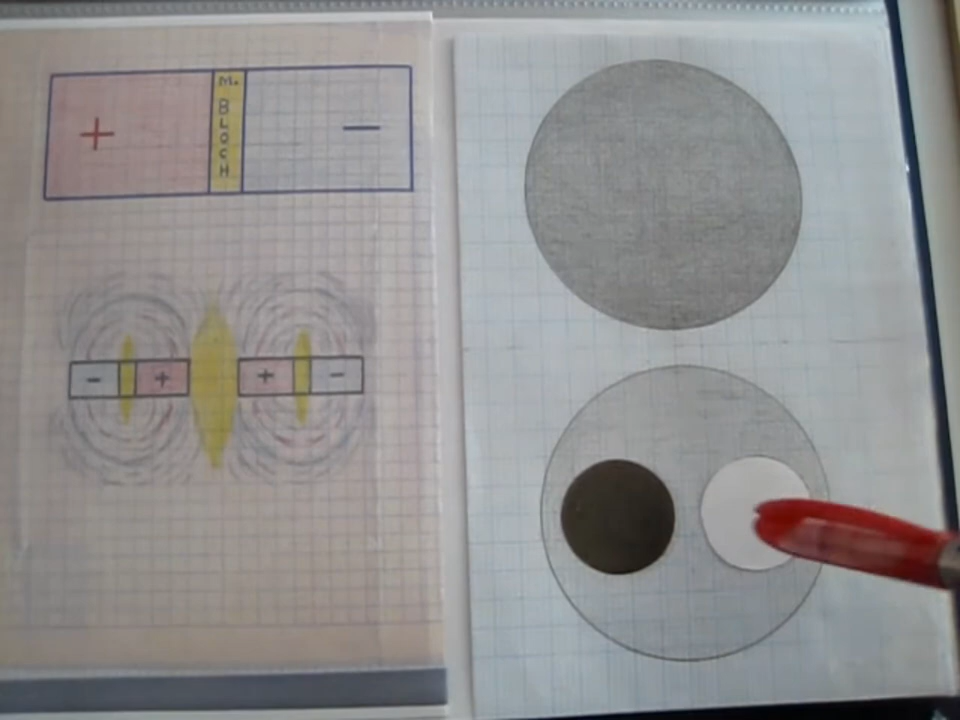 +
M.
BLOCH
−
− + + −